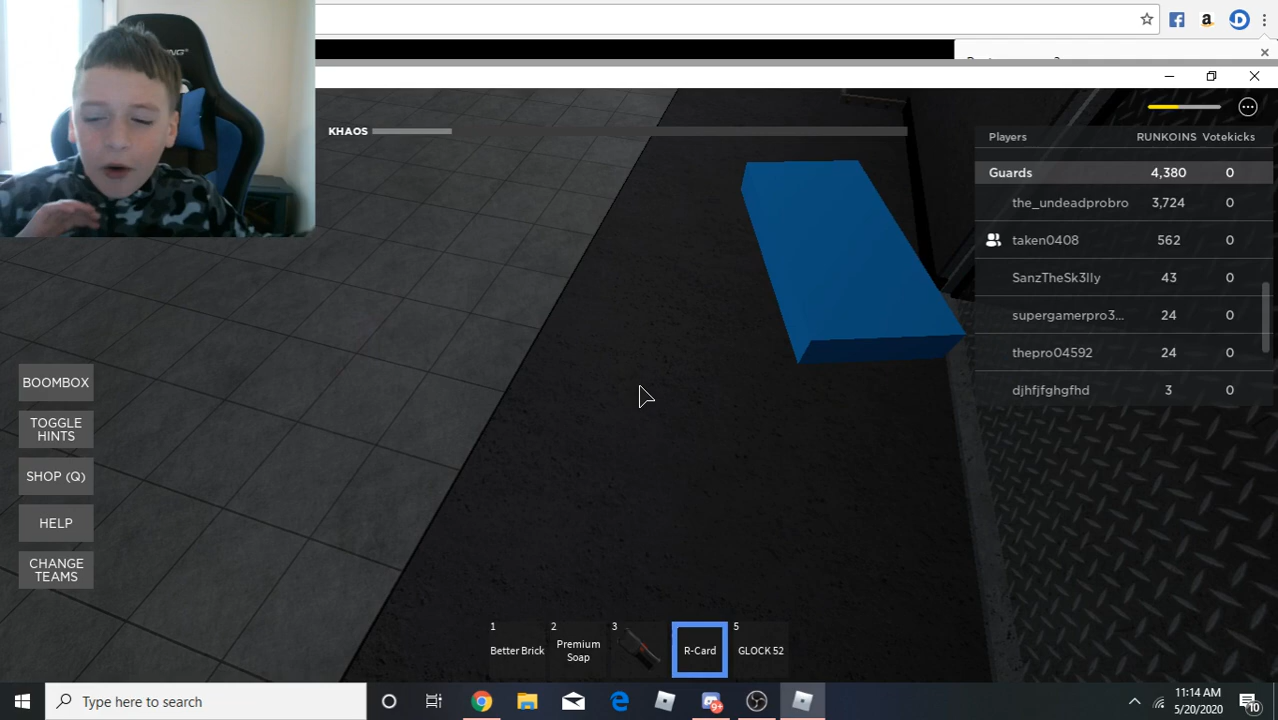 KHAOS
Players RUNKOINS Votekicks
Guards 4,380 0
the_undeadprobro 3,724 0
taken0408 562 0
SanzTheSk3lly 43 0
supergamerpro3... 24 0
thepro04592 24 0
djhfjfghgfhd 3 0
BOOMBOX
TOGGLE
HINTS
SHOP (Q)
HELP
CHANGE
TEAMS
1 2 3 5
Better Brick Premium
Soap R-Card GLOCK 52
Type here to search
9+
11:14 AM
5/20/2020
10